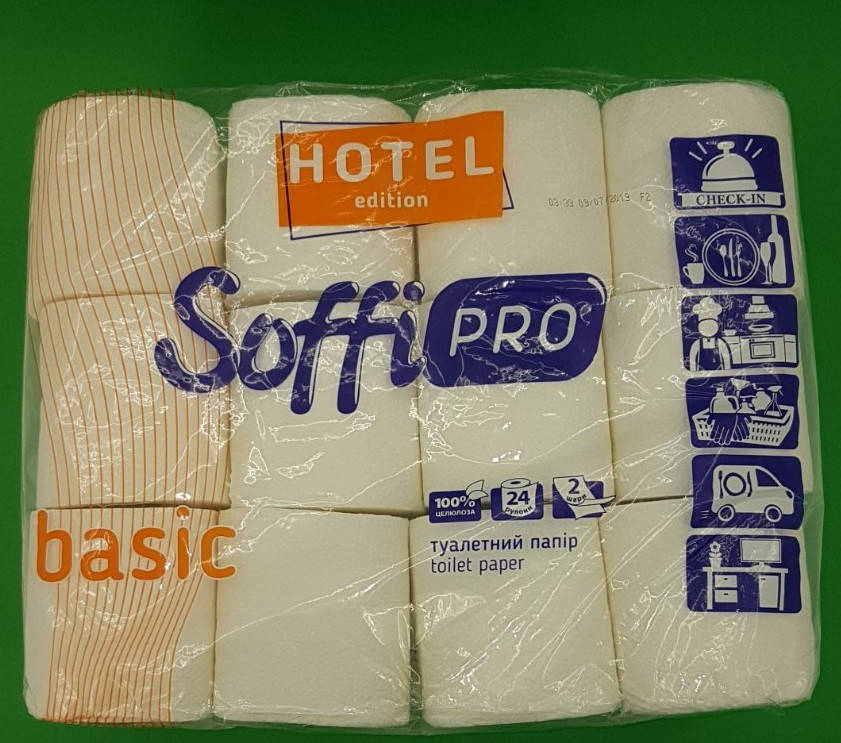 HOTEL
edition
03:39 09/07/2019 F2
CHECK-IN
Soffi PRO
100%
ЦЕЛЮЛОЗА
24
рулони
2
шари
basic
туалетний папір
toilet paper